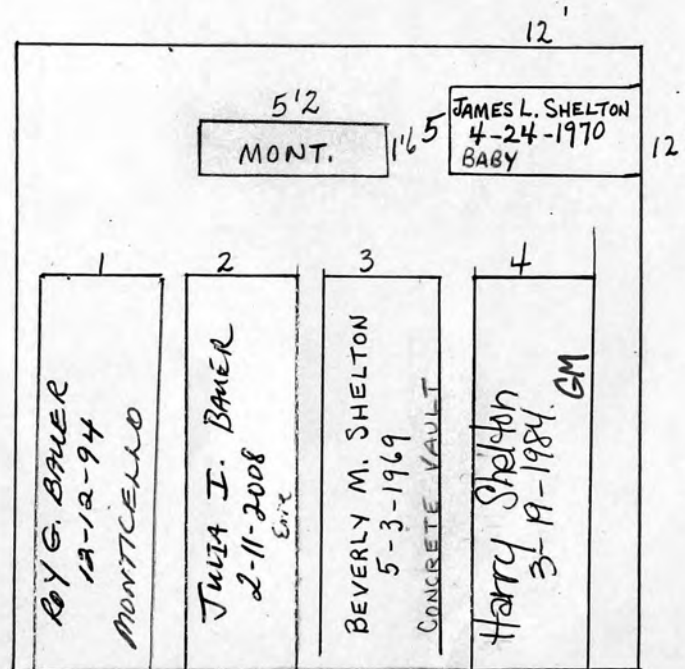 12'
5'2
MONT.
1'6
5
JAMES L. SHELTON
4-24-1970
BABY
12
1
2
3
4
ROY G. BAUER
12-12-94
MONTICELLO
JULIA I. BAUER
2-11-2008
BEVERLY M. SHELTON
5-3-1969
CONCRETE VAULT
Harry Shelton
3-19-1984.
GM